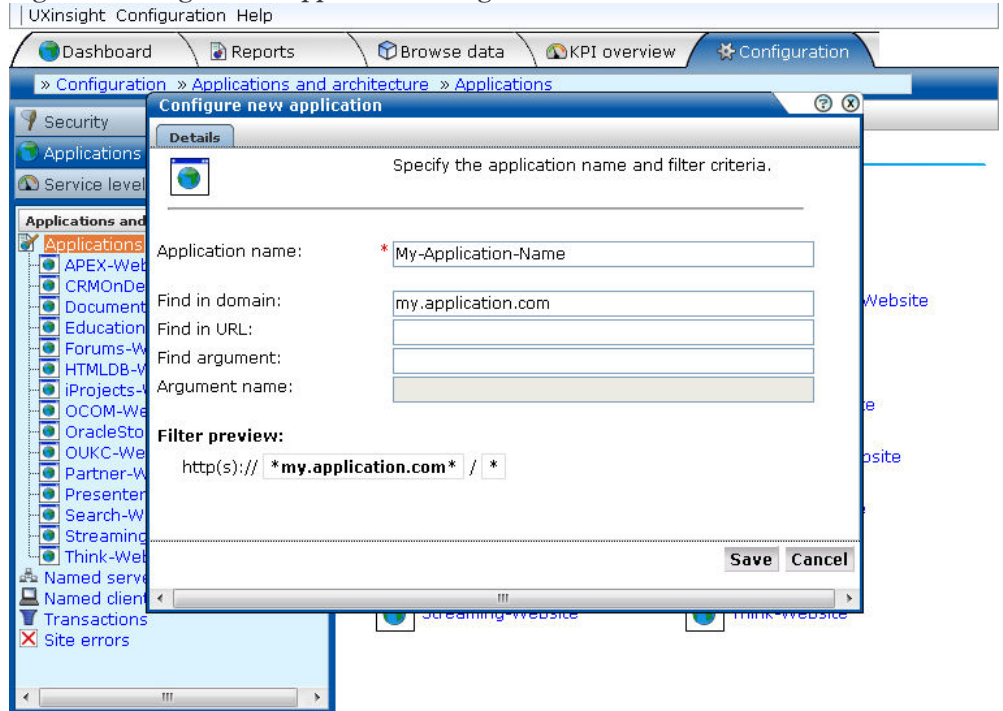 UXinsight Configuration Help
Dashboard Reports Browse data KPI overview Configuration
» Configuration » Applications and architecture » Applications
Configure new application
Security
Details
Applications
Specify the application name and filter criteria.
Service level
Applications and
Applications
Application name: * My-Application-Name
APEX-Web
CRMOnDe
Find in domain: my.application.com
Website
Document
Education
Find in URL:
Forums-W
Find argument:
HTMLDB-W
Argument name:
iProjects-
OCOM-We
OracleSto
Filter preview:
OUKC-We
http(s):// *my.application.com* / *
Partner-W
Presenter
Search-W
Streaming
Think-Web
Save Cancel
Named serve
Named client
Streaming-Website Think-Website
Transactions
Site errors